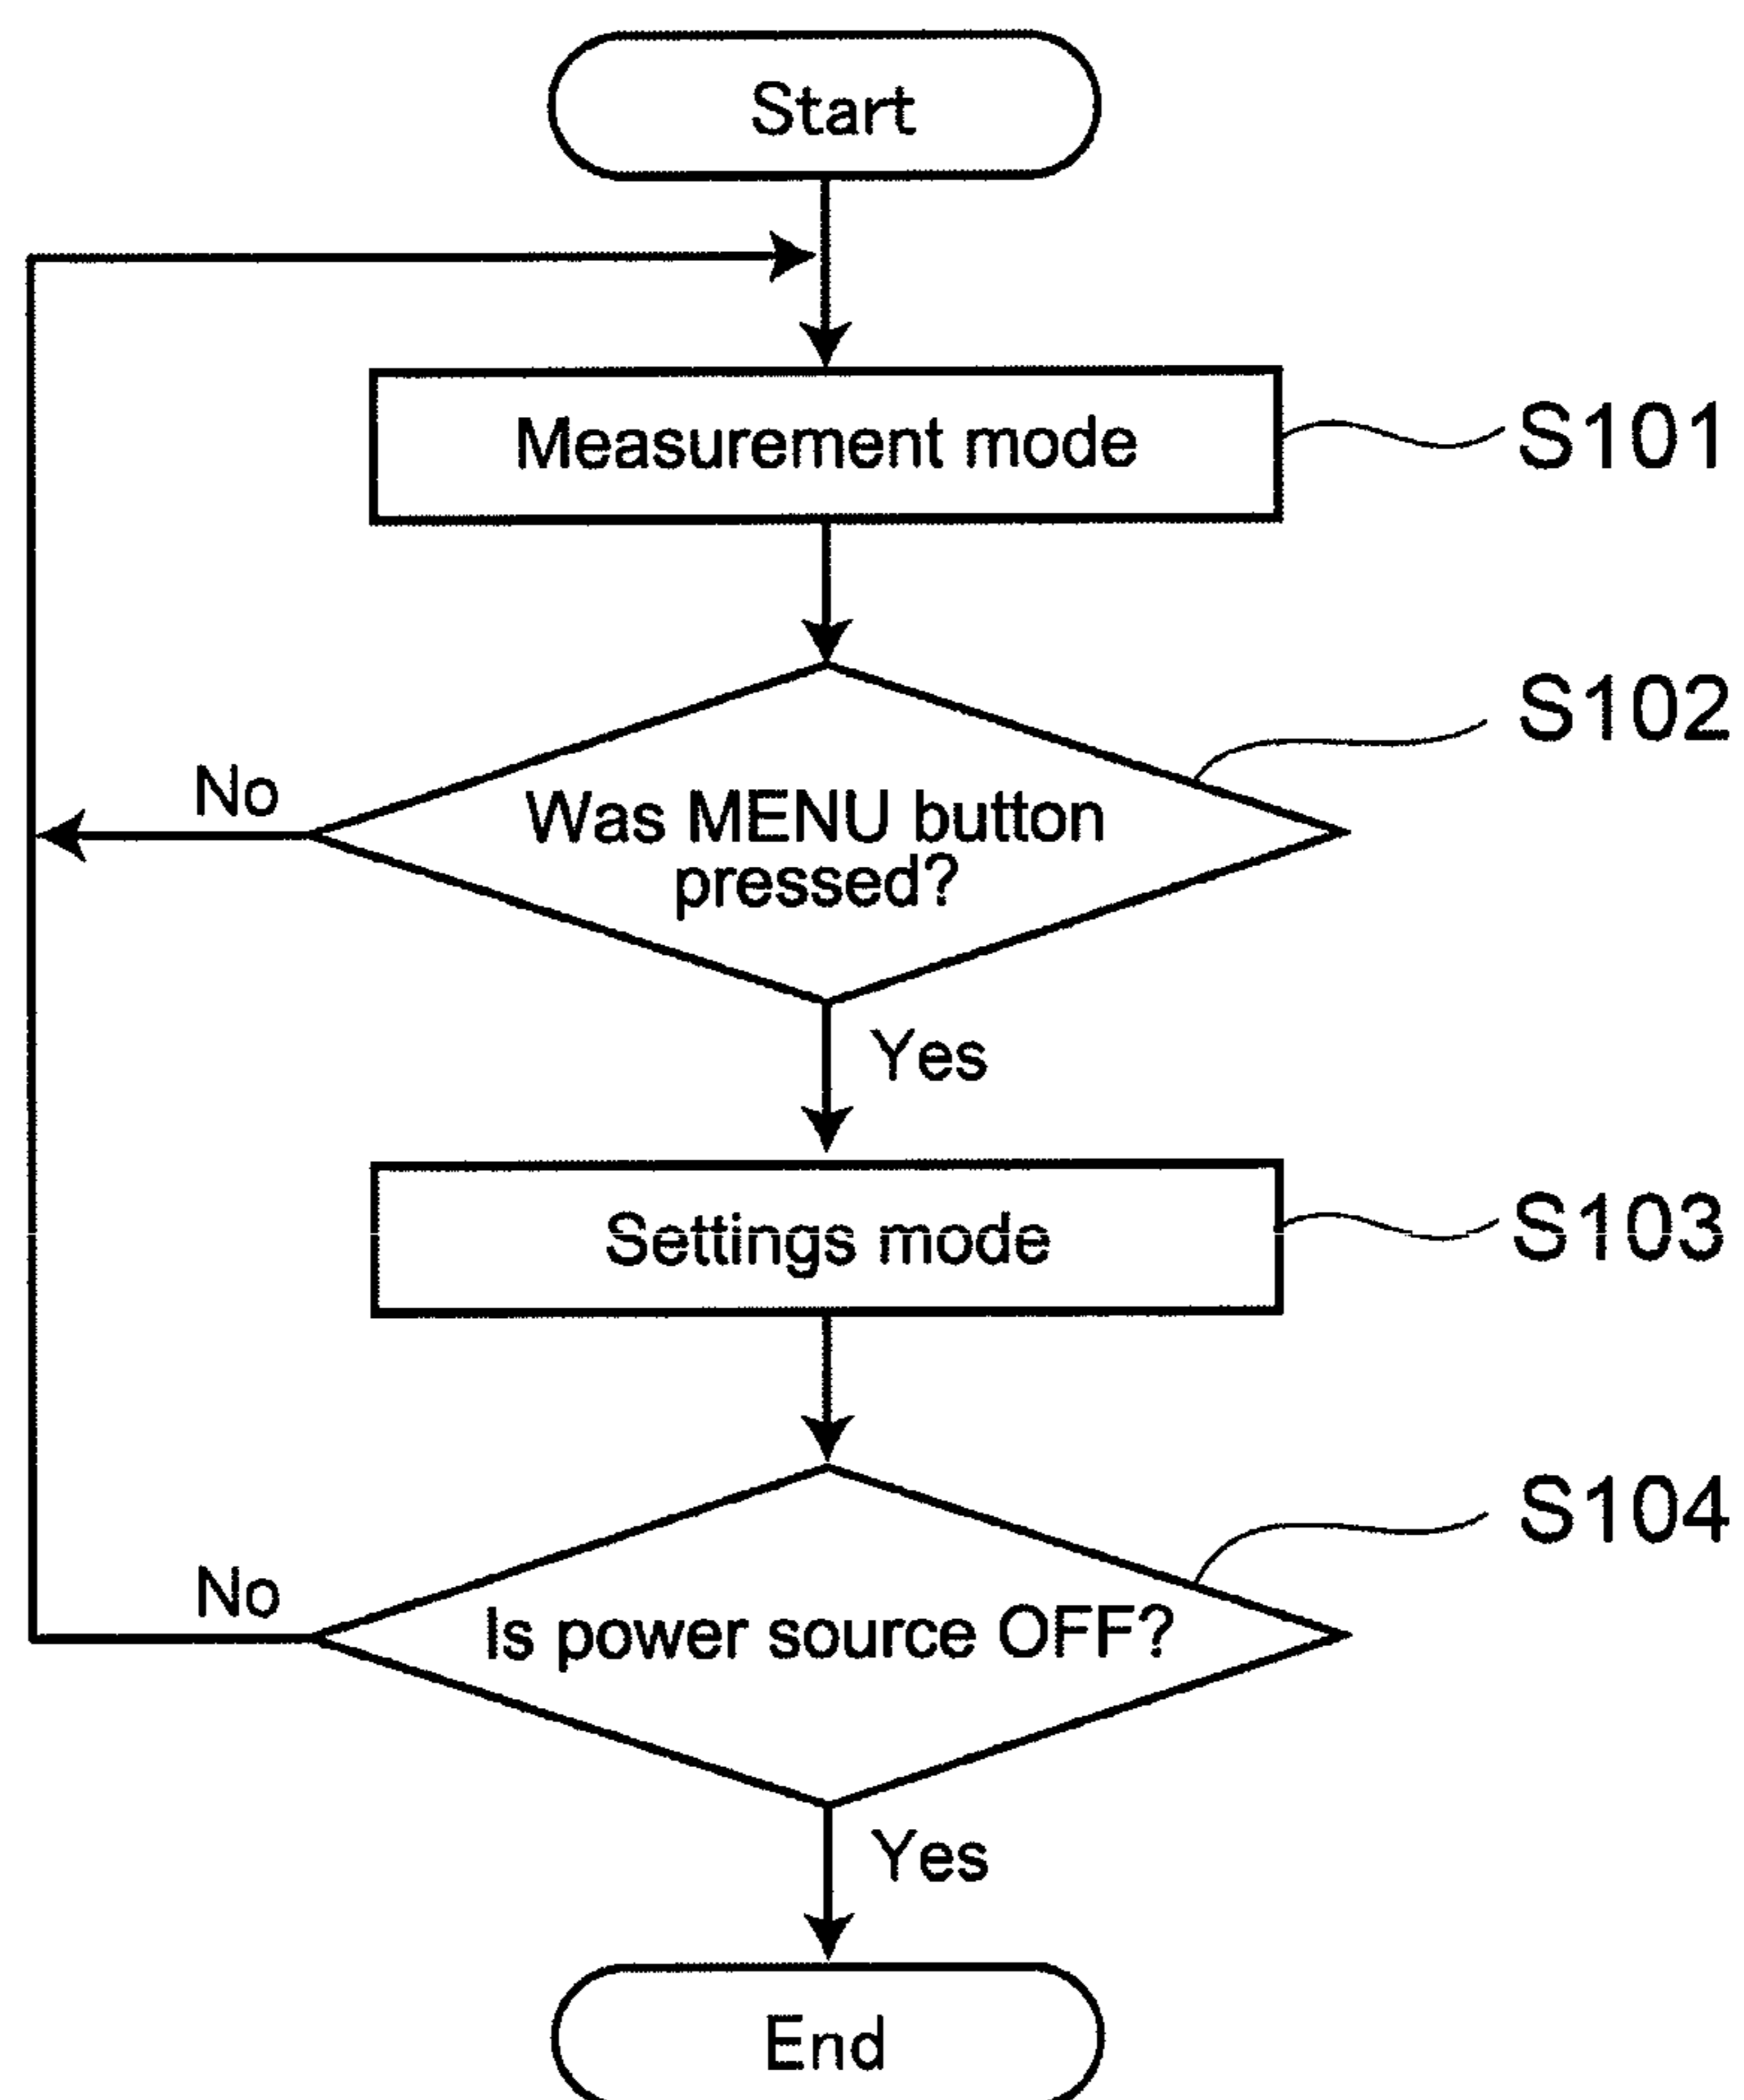 Start
Measurement mode
S101
S102
No
Was MENU button
pressed?
Yes
Settings mode
S103
S104
No
Is power source OFF?
Yes
End